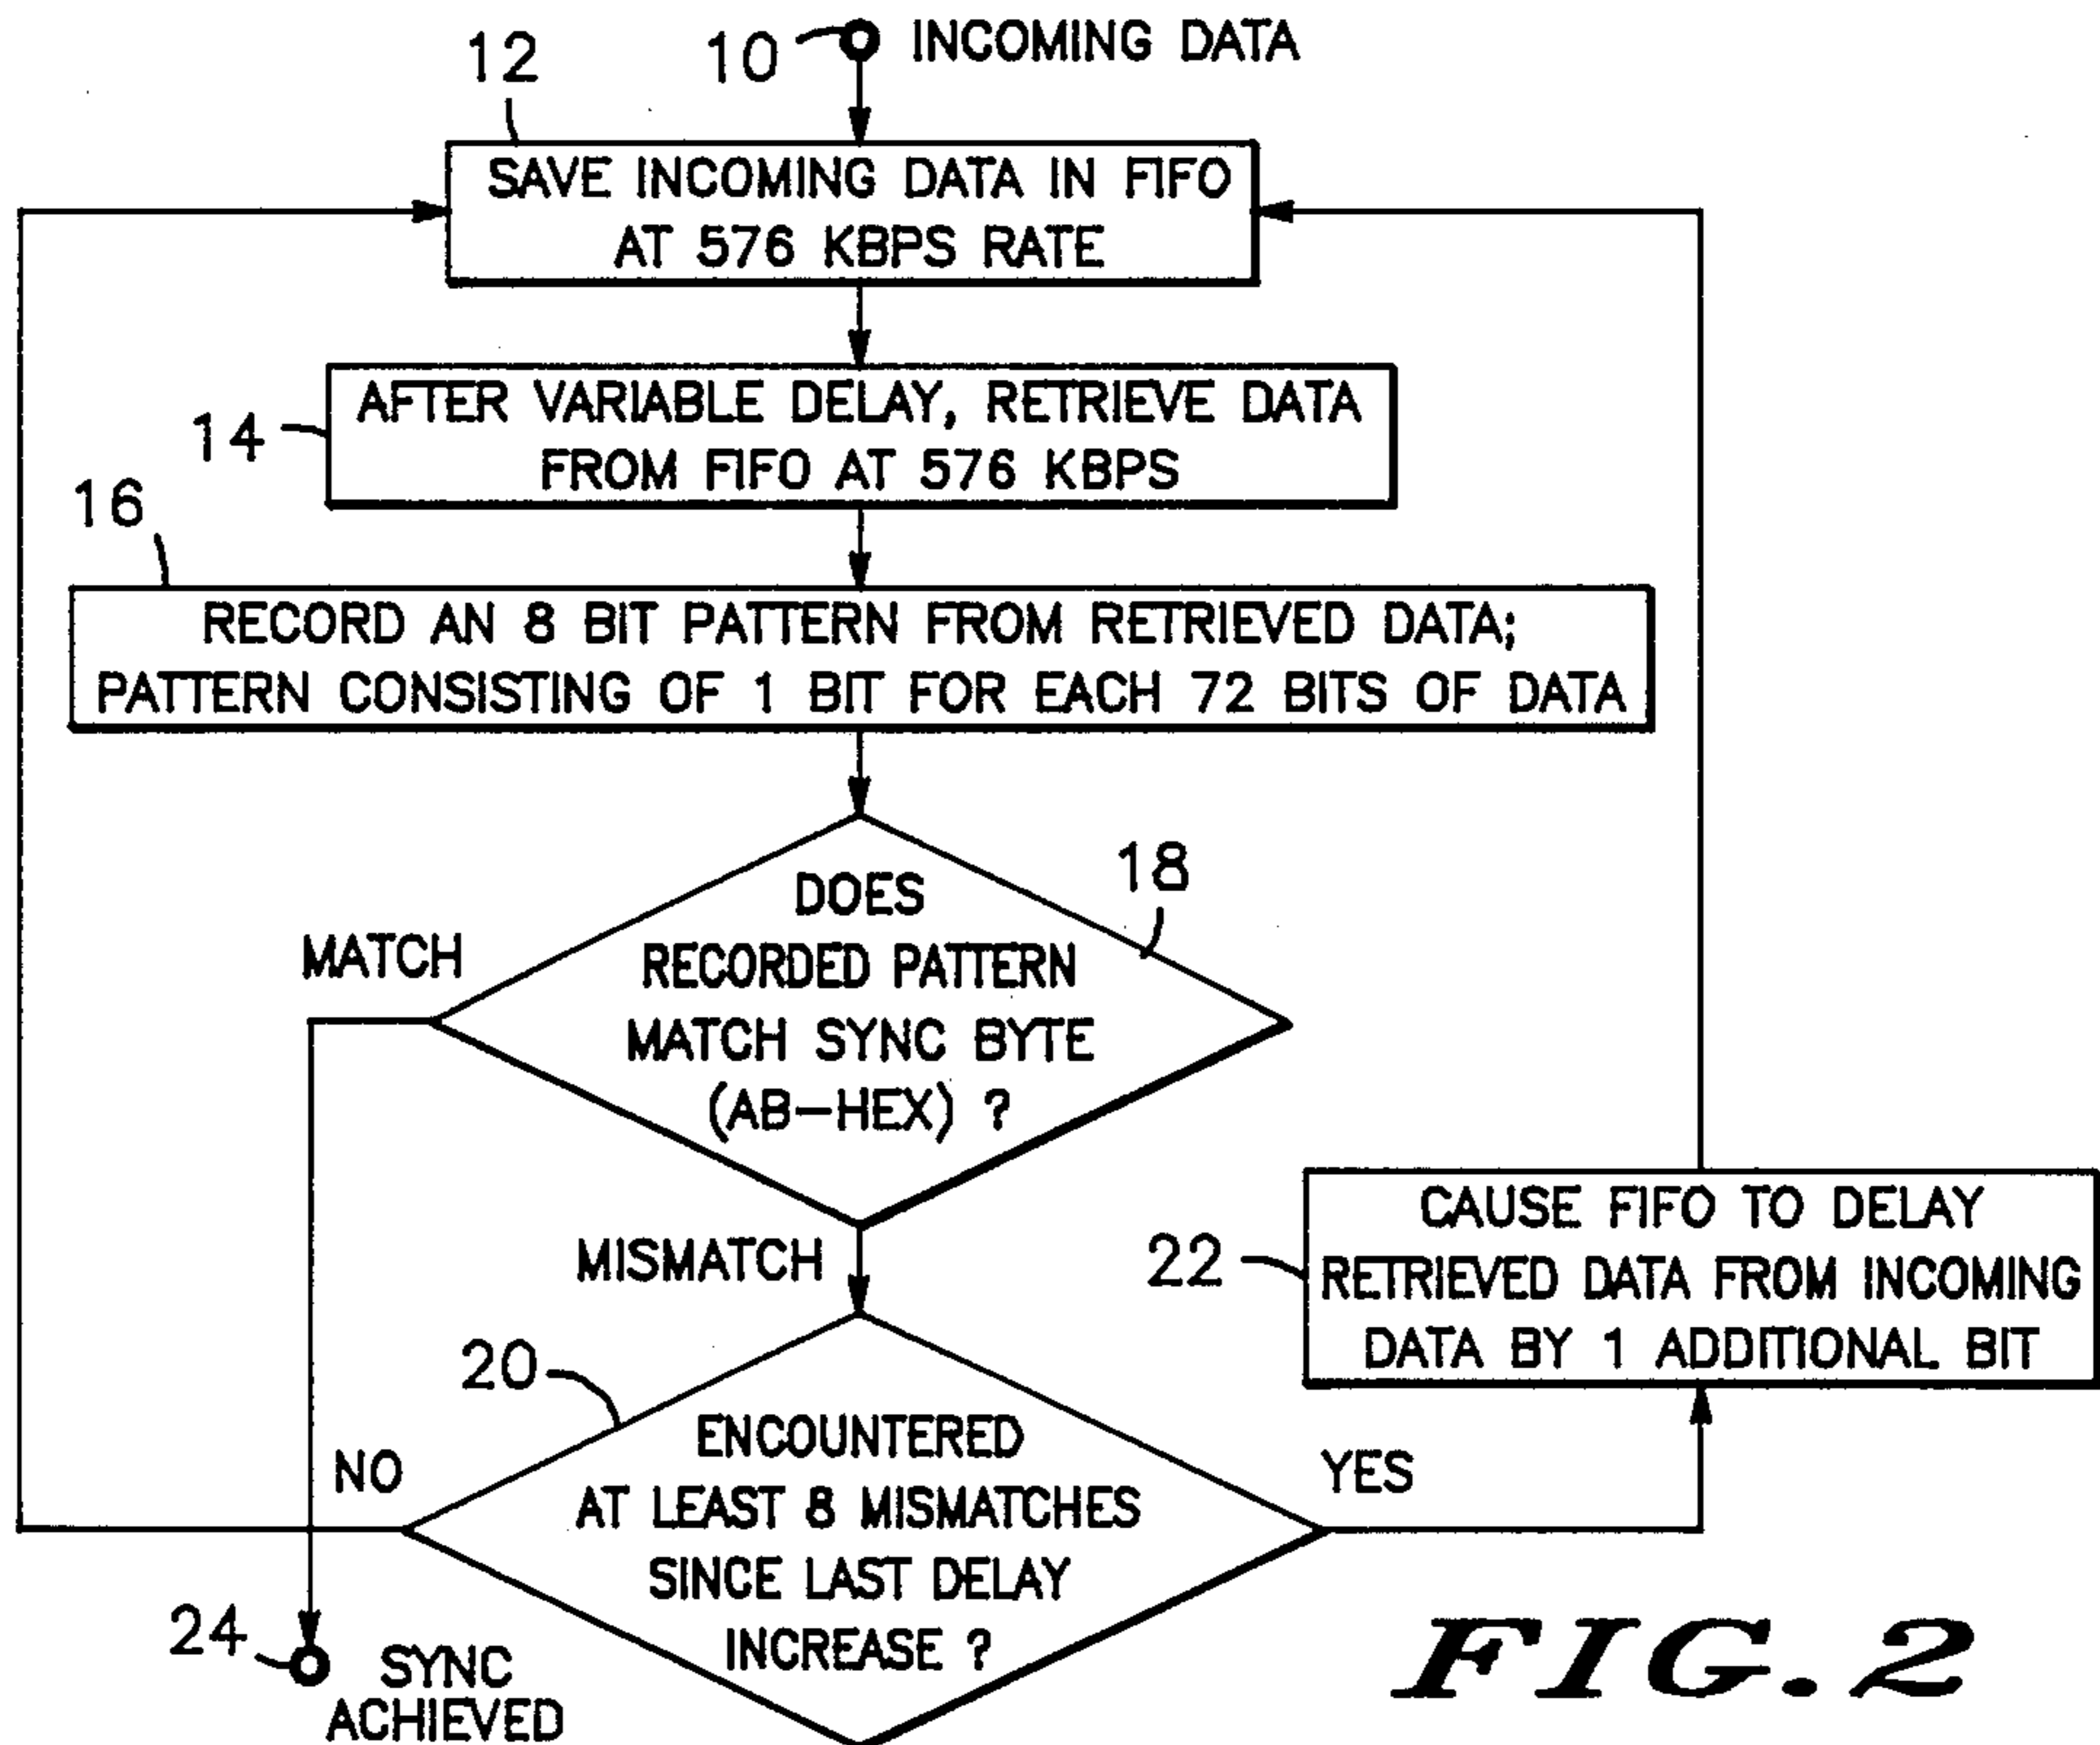 10 INCOMING DATA
12
SAVE INCOMING DATA IN FIFO
AT 576 KBPS RATE
14
AFTER VARIABLE DELAY, RETRIEVE DATA
FROM FIFO AT 576 KBPS
16
RECORD AN 8 BIT PATTERN FROM RETRIEVED DATA;
PATTERN CONSISTING OF 1 BIT FOR EACH 72 BITS OF DATA
18
DOES
RECORDED PATTERN
MATCH SYNC BYTE
(AB-HEX) ?
MATCH
MISMATCH
20
ENCOUNTERED
AT LEAST 8 MISMATCHES
SINCE LAST DELAY
INCREASE ?
NO
YES
22
CAUSE FIFO TO DELAY
RETRIEVED DATA FROM INCOMING
DATA BY 1 ADDITIONAL BIT
24
SYNC
ACHIEVED
FIG.2